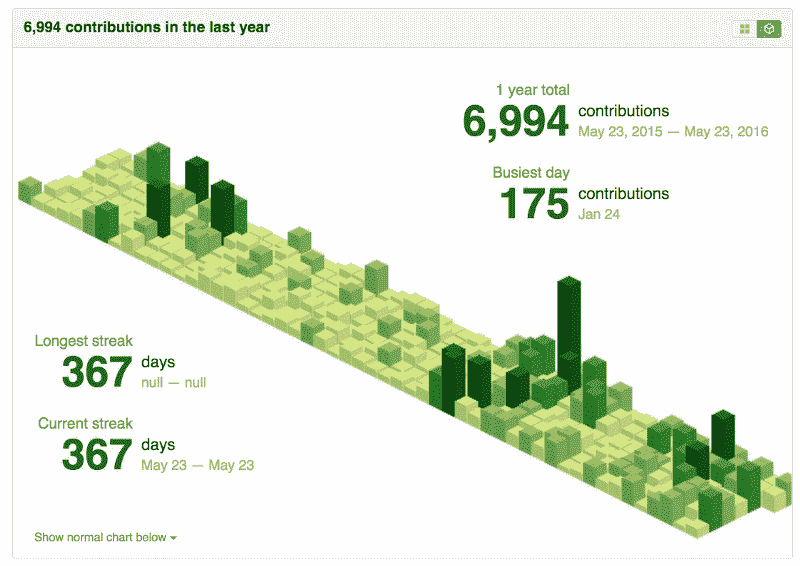 6,994 contributions in the last year
1 year total
6,994 contributions
May 23, 2015 — May 23, 2016
Busiest day
175 contributions
Jan 24
Longest streak
367 days
null — null
Current streak
367 days
May 23 — May 23
Show normal chart below